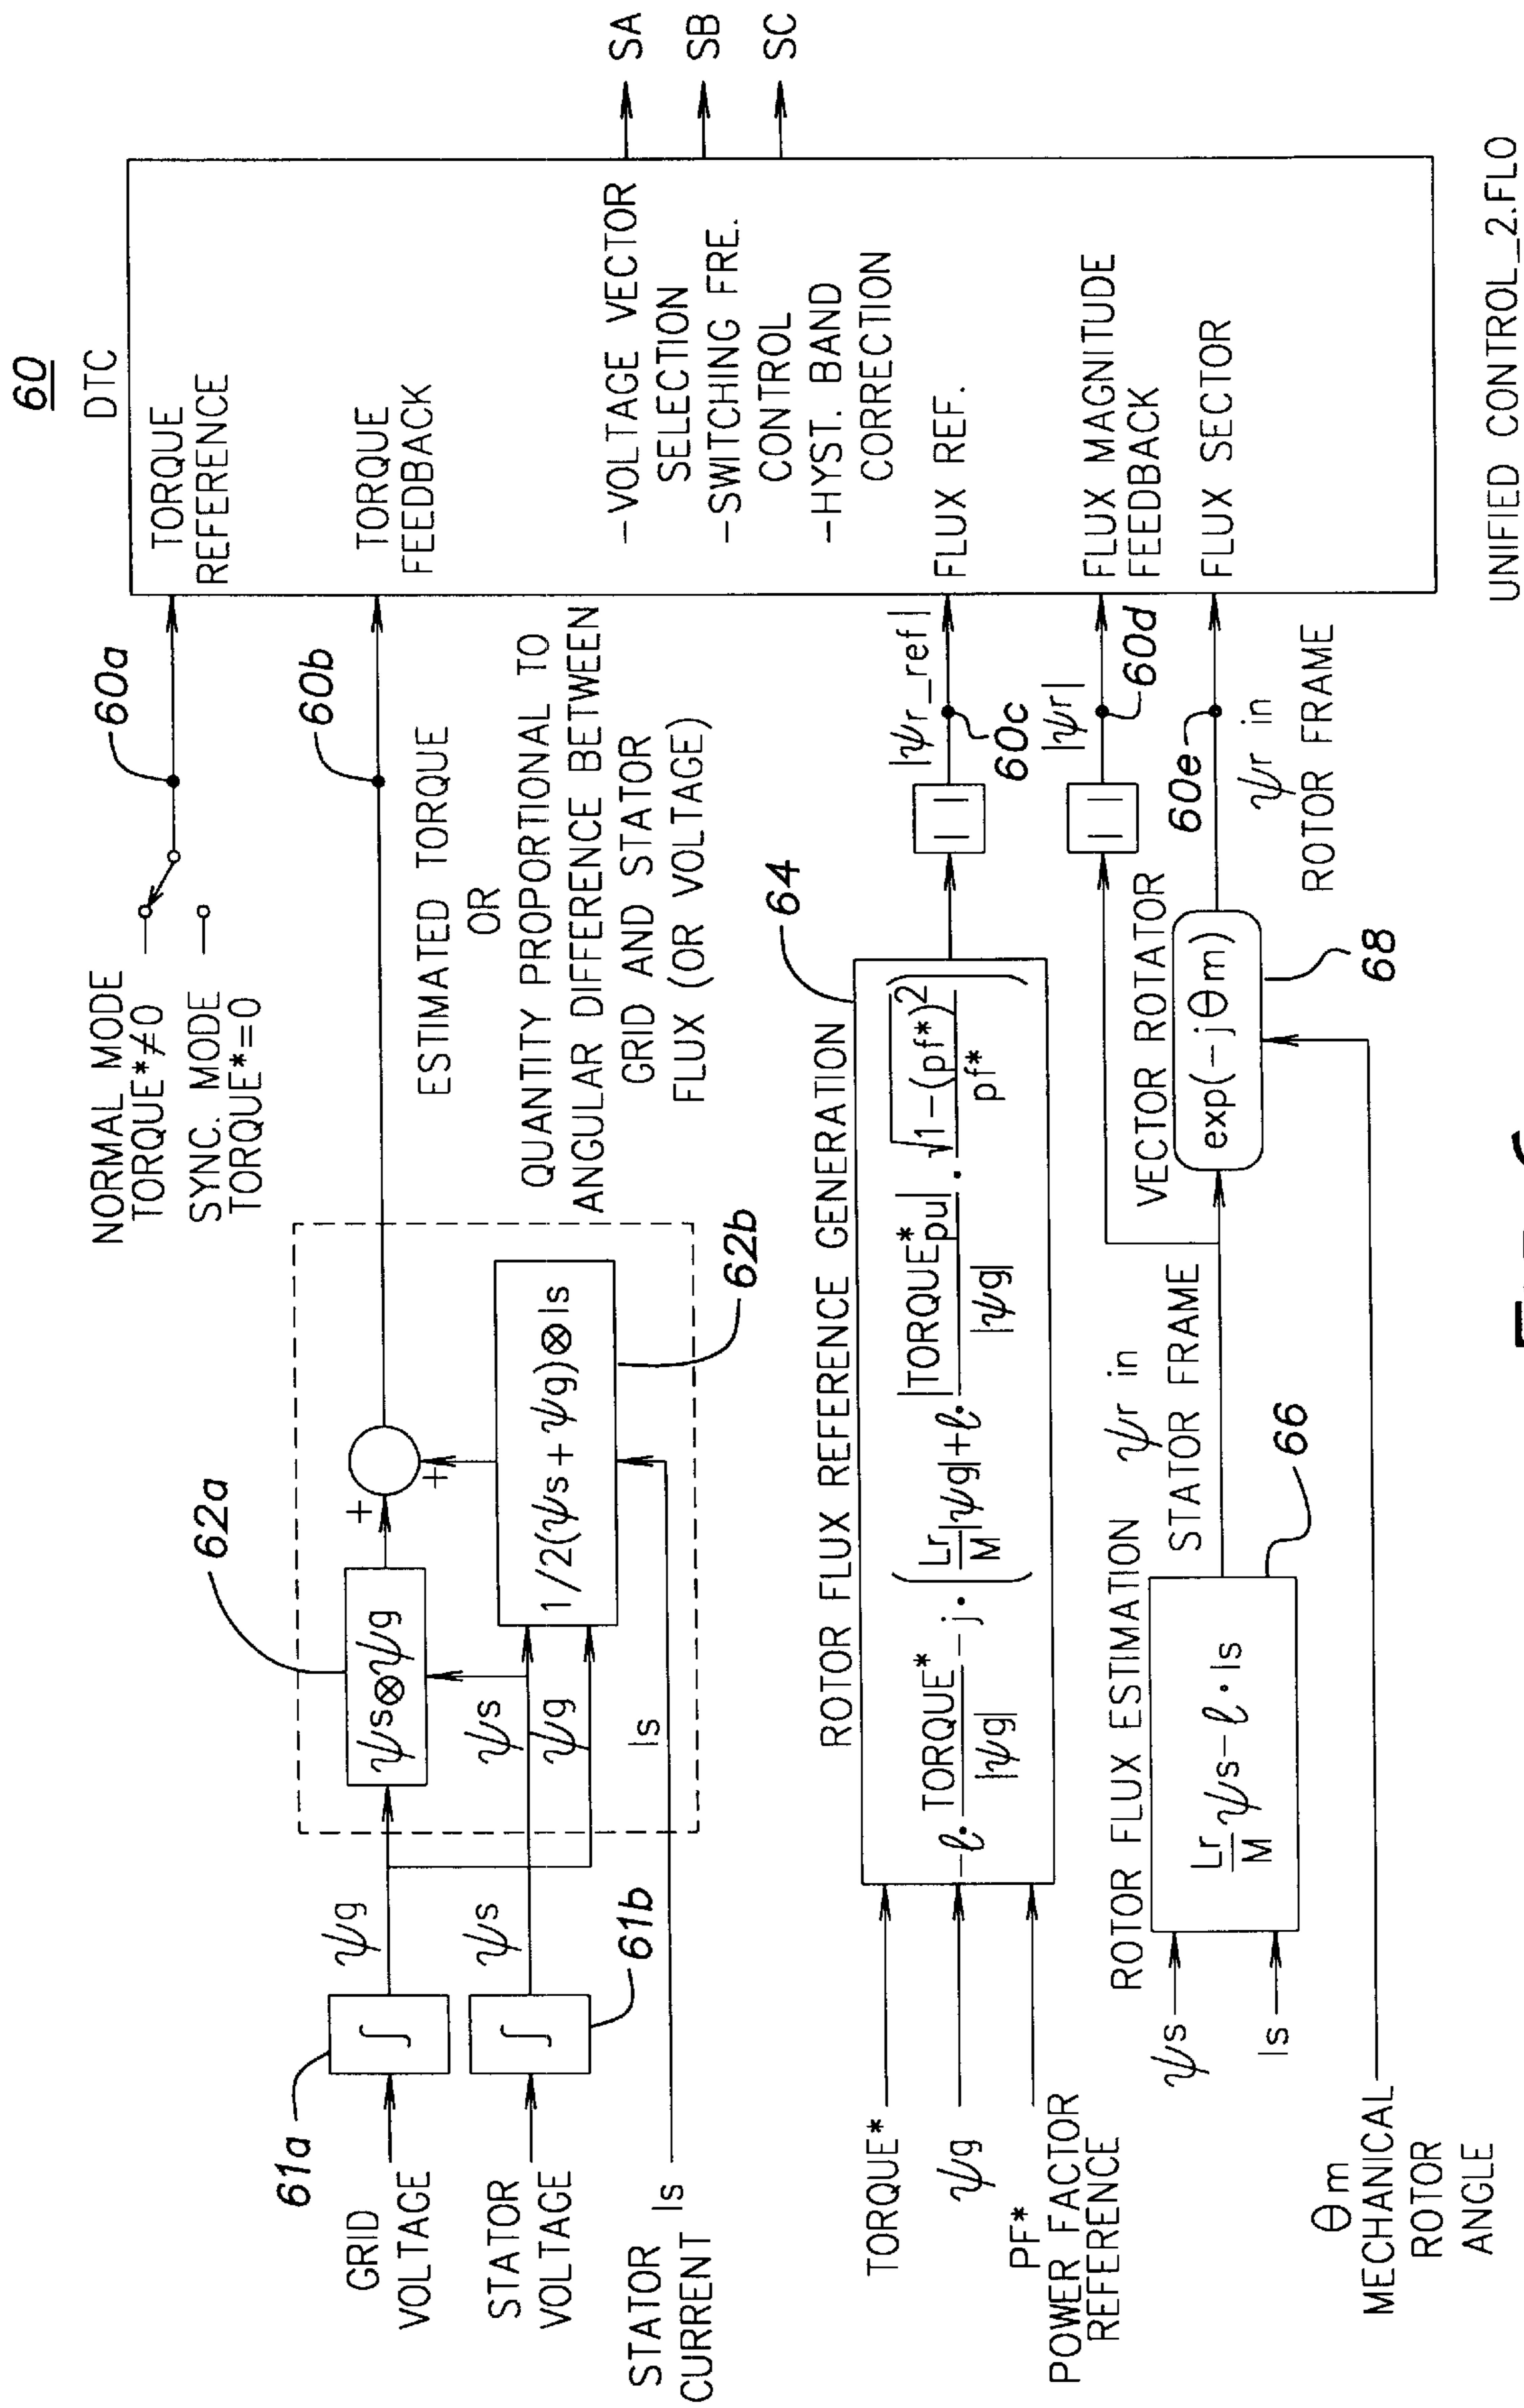 60
DTC
NORMAL MODE
TORQUE*≠0
SYNC. MODE
TORQUE*=0
60a
TORQUE
REFERENCE
60b
TORQUE
FEEDBACK
ESTIMATED TORQUE
OR
QUANTITY PROPORTIONAL TO
ANGULAR DIFFERENCE BETWEEN
GRID AND STATOR
FLUX (OR VOLTAGE)
61a
GRID
VOLTAGE
∫
ψg
62a
ψs⊗ψg
+
+
STATOR
VOLTAGE
∫
61b
ψs
ψs
ψg
1/2(ψs+ψg)⊗Is
62b
STATOR
CURRENT
Is
Is
-VOLTAGE VECTOR
SELECTION
-SWITCHING FRE.
CONTROL
-HYST. BAND
CORRECTION
SA
SB
SC
ROTOR FLUX REFERENCE GENERATION
64
TORQUE*
ψg
PF*
POWER FACTOR
REFERENCE
-ℓ·TORQUE*/|ψg| - j·(Lr/M|ψg|+ℓ·|TORQUE*pu|/|ψg|·√1-(pf*)²/pf*)
| |
|ψr_ref|
60c
FLUX REF.
| |
|ψr|
60d
FLUX MAGNITUDE
FEEDBACK
ROTOR FLUX ESTIMATION
ψs
Is
Lr/M ψs-ℓ·Is
66
ψr in
STATOR FRAME
VECTOR ROTATOR
exp(-jθm)
68
60e
ψr in
ROTOR FRAME
FLUX SECTOR
θm
MECHANICAL
ROTOR
ANGLE
UNIFIED CONTROL_2.FLO